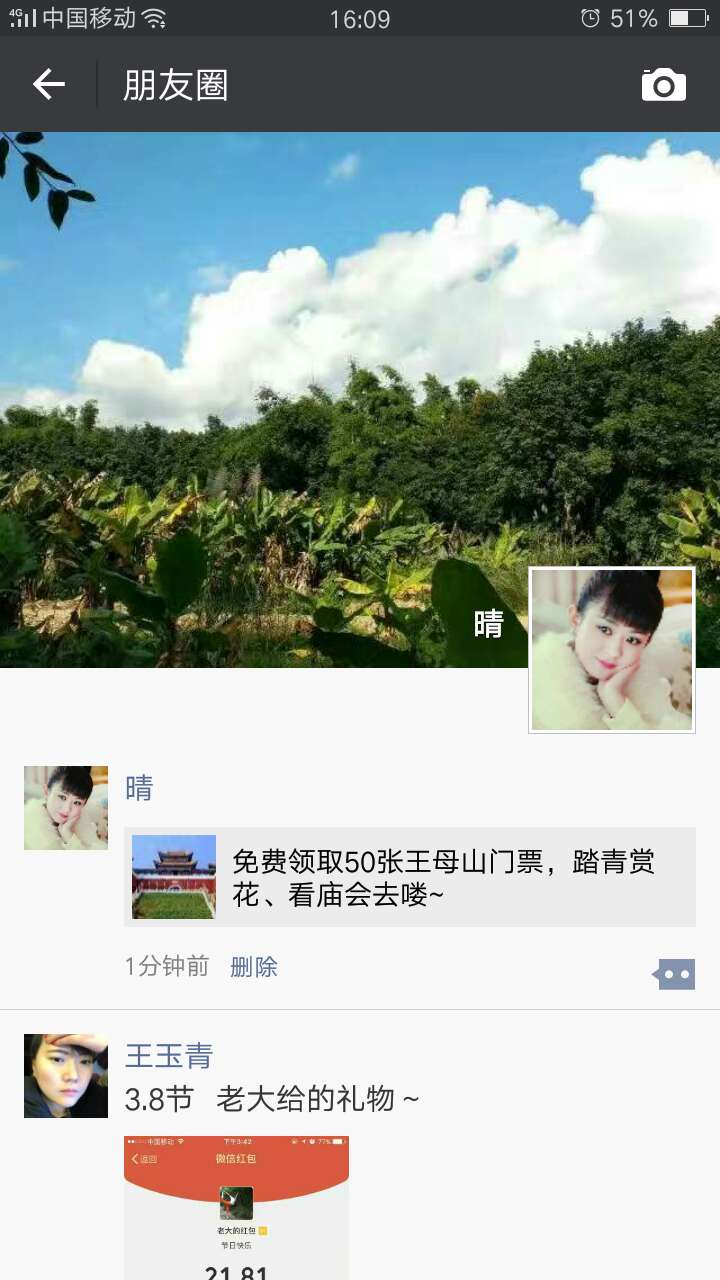 4G 中国移动 16:09 51%
朋友圈
晴
晴
免费领取50张王母山门票，踏青赏
花、看庙会去喽~
1分钟前 删除
王玉青
3.8节 老大给的礼物~
中国移动 下午3:42 77%
返回 微信红包
老大的红包
节日快乐
21.81